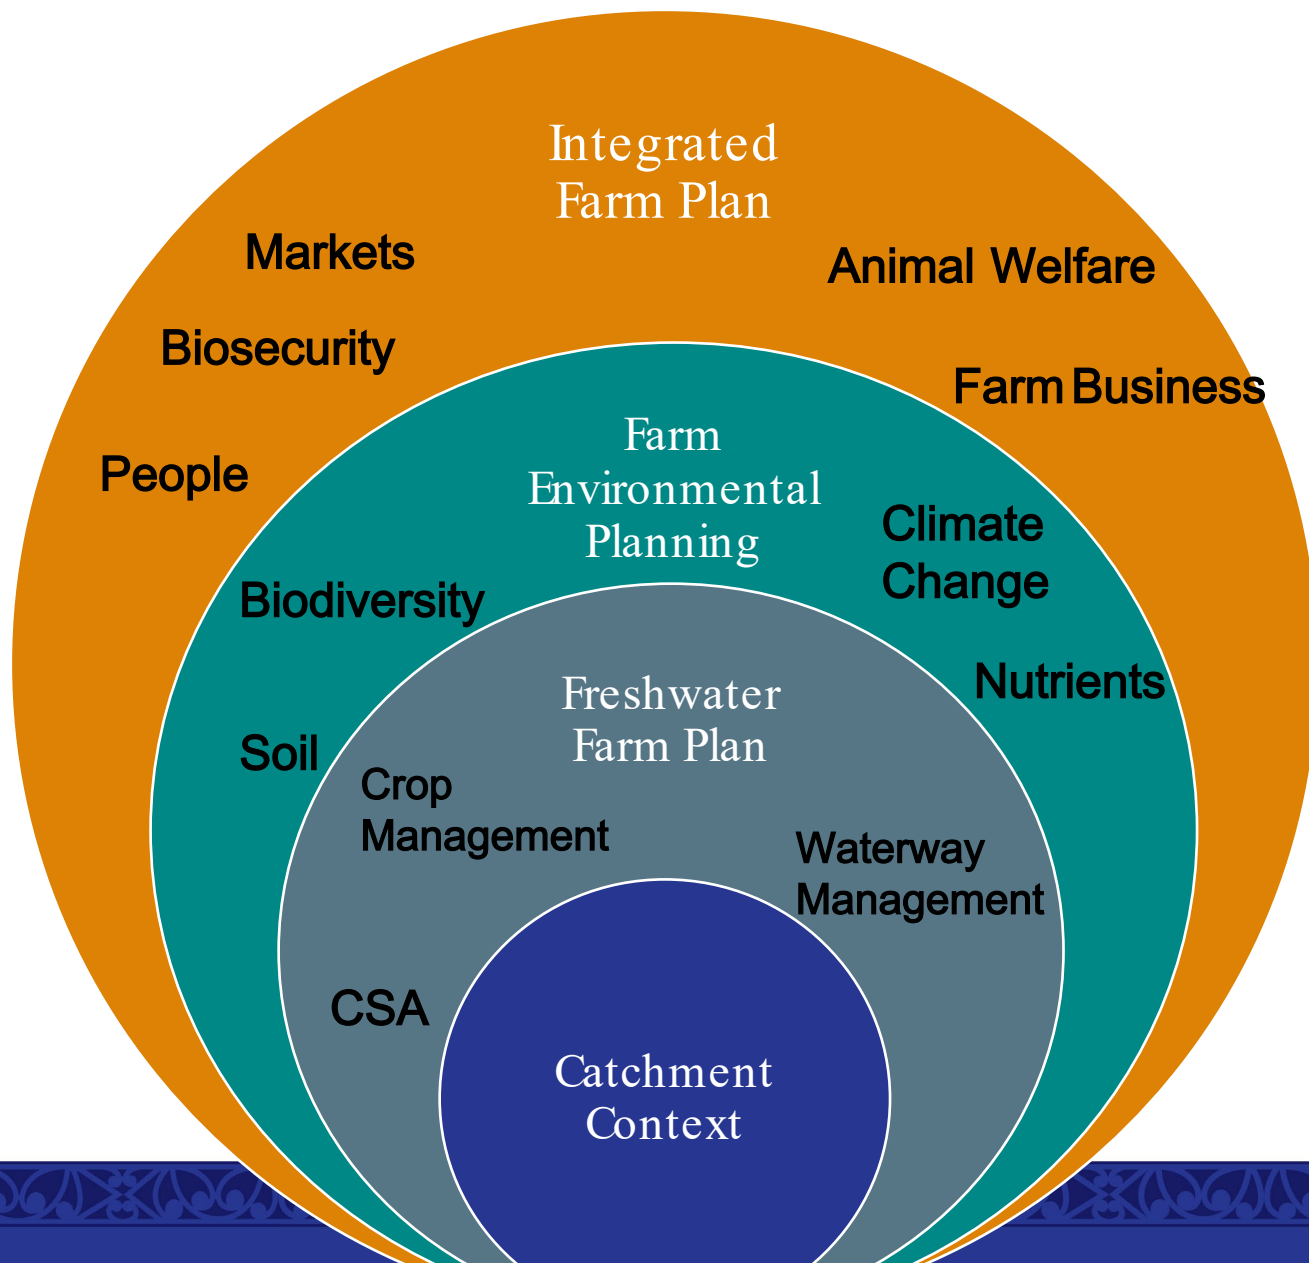 Integrated
Farm Plan
Markets
Animal Welfare
Biosecurity
Farm Business
People
Farm
Environmental
Planning
Climate
Change
Biodiversity
Nutrients
Freshwater
Farm Plan
Soil
Crop
Management
Waterway
Management
CSA
Catchment
Context